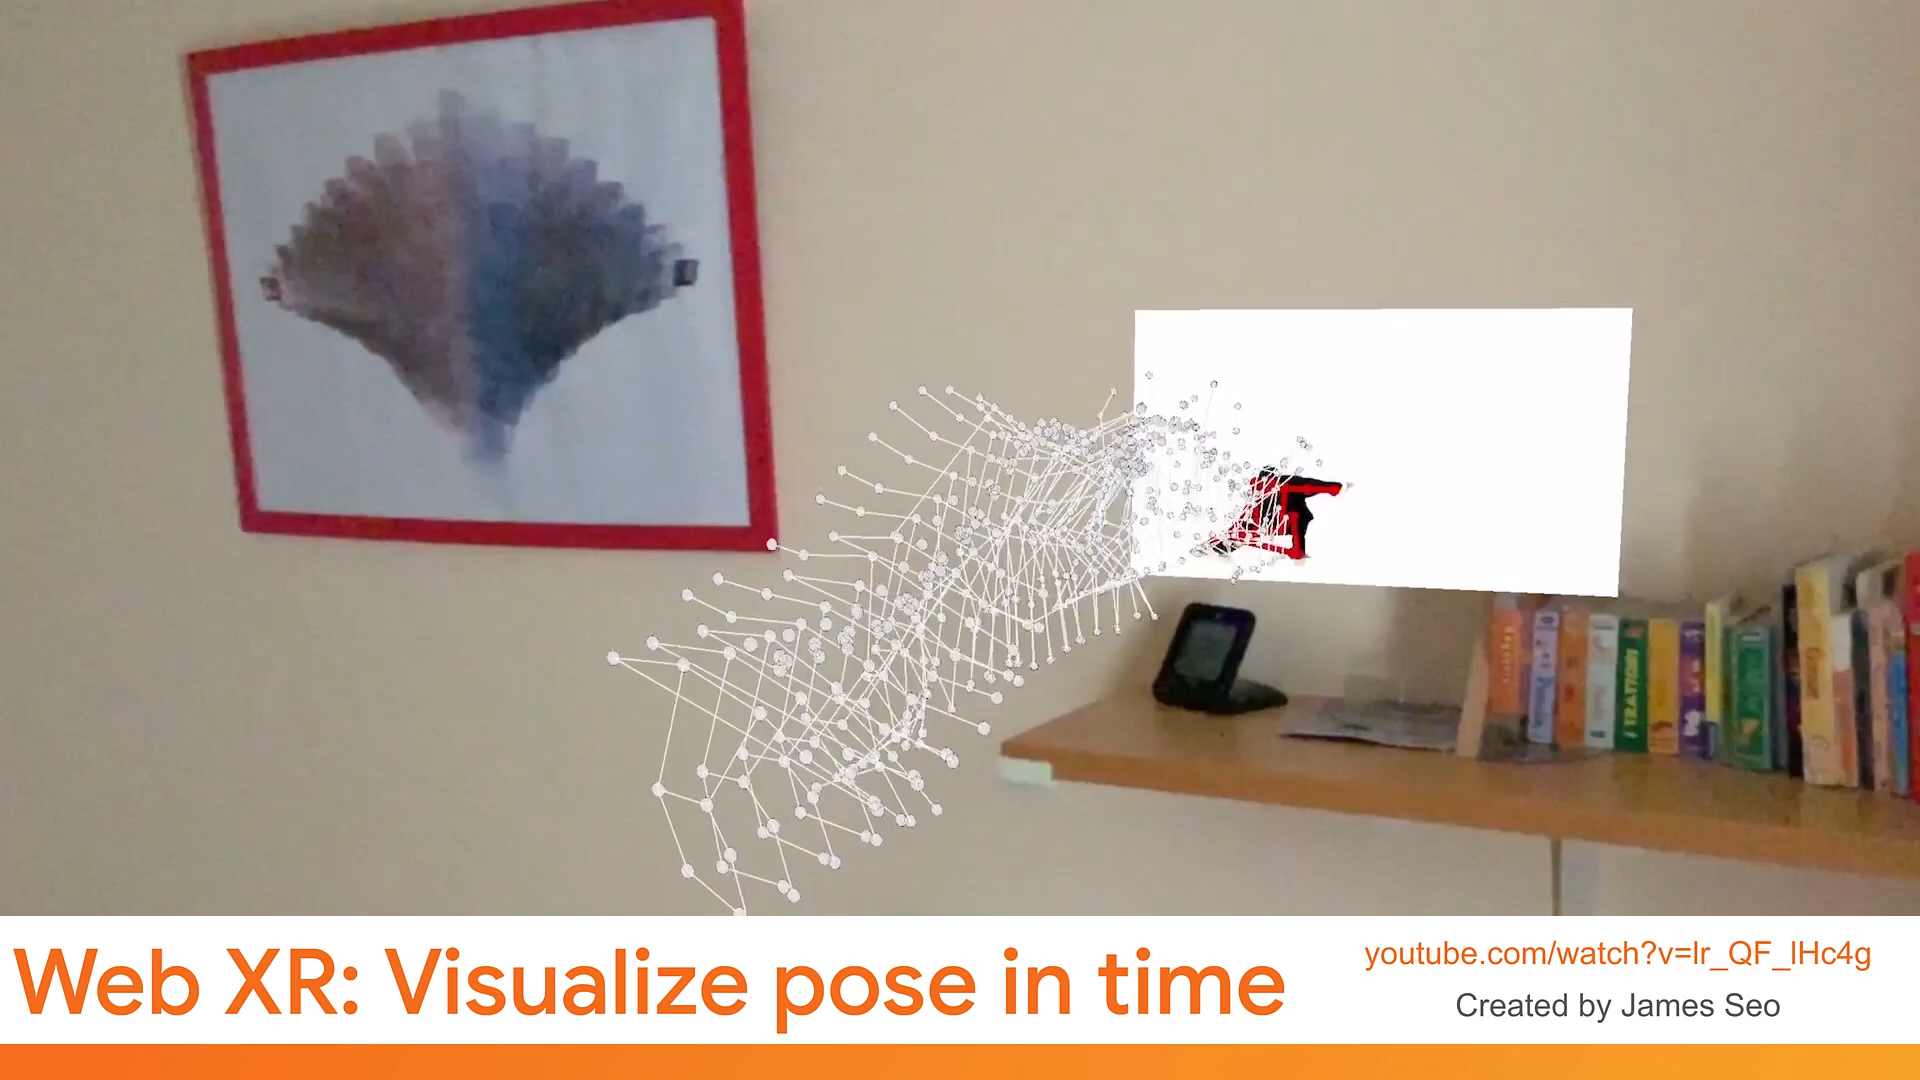 Web XR: Visualize pose in time
youtube.com/watch?v=lr_QF_lHc4g
Created by James Seo